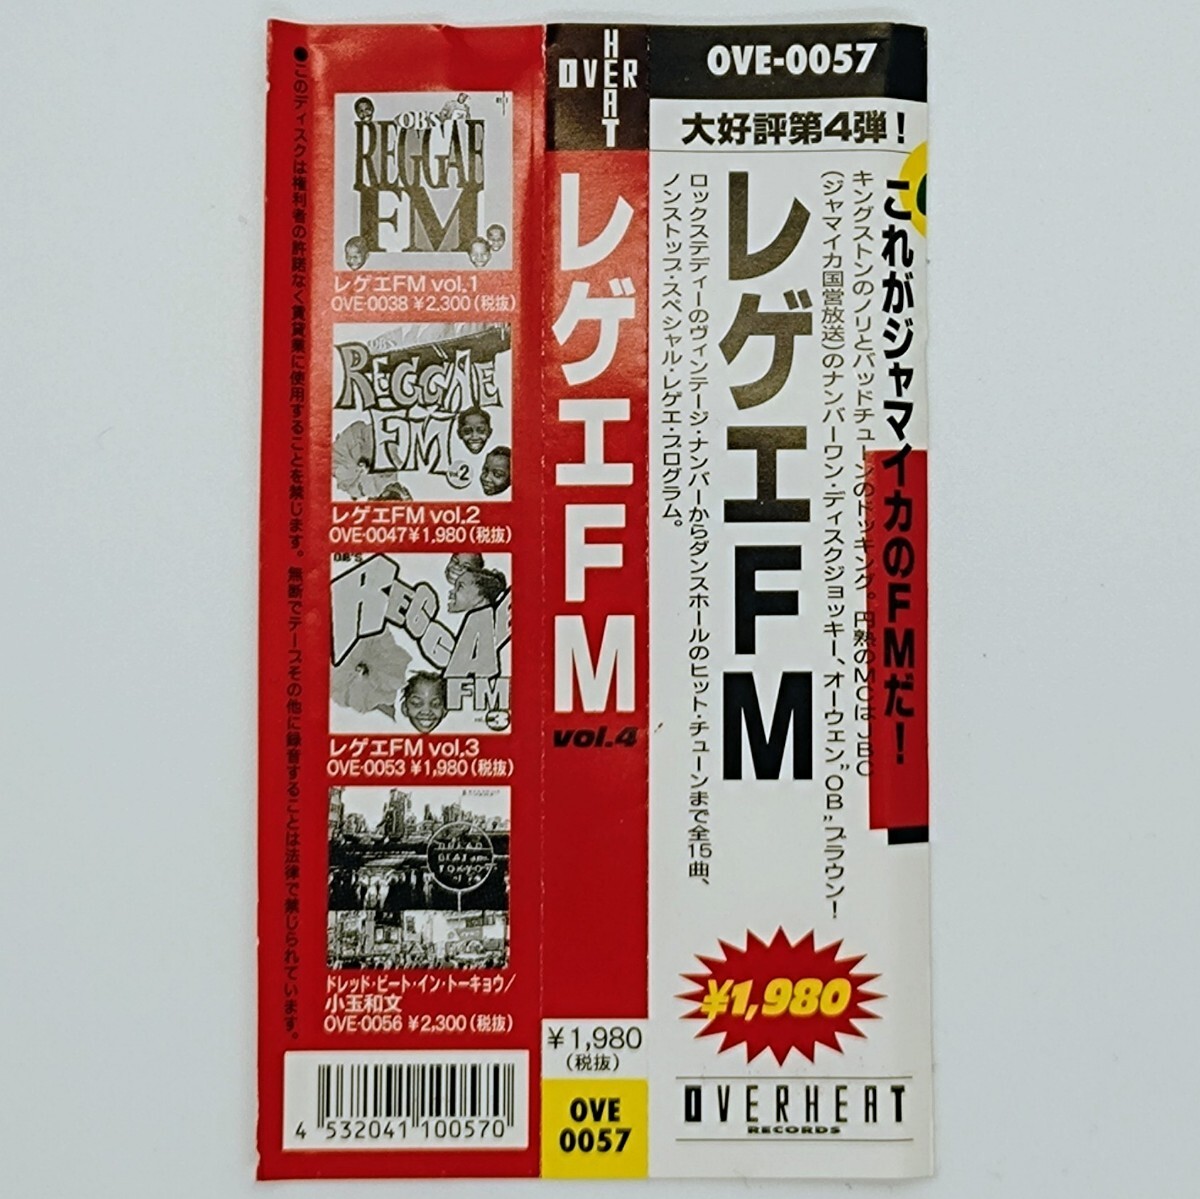 OVE-0057
大好評第4弾!
これがジャマイカのFMだ!
キングストンのノリとバッドチューンのドッキング。円熟のMCはJBC
(ジャマイカ国営放送)のナンバーワン・ディスクジョッキー、オーウェン"OB"ブラウン!
レゲエFM
ロックステディーのヴィンテージ・ナンバーからダンスホールのヒット・チューンまで全15曲、
ノンストップ・スペシャル・レゲエ・プログラム。
¥1,980
OVERHEAT
RECORDS
OVER
HEAT
レゲエFM
vol.4
¥1,980
(税抜)
OVE
0057
OB'S
REGGAE
FM
レゲエFM vol.1
OVE-0038 ¥2,300(税抜)
OB'S
REGGAE
FM
2
レゲエFM vol.2
OVE-0047 ¥1,980(税抜)
O.B'S
REGGAE
FM
3
レゲエFM vol.3
OVE-0053 ¥1,980(税抜)
DREAD
BEAT
TOKYO
ドレッド・ビート・イン・トーキョウ/
小玉和文
OVE-0056 ¥2,300(税抜)
4 532041 100570
●このディスクは権利者の許諾なく賃貸業に使用することを禁じます。無断でテープその他に録音することは法律で禁じられています。